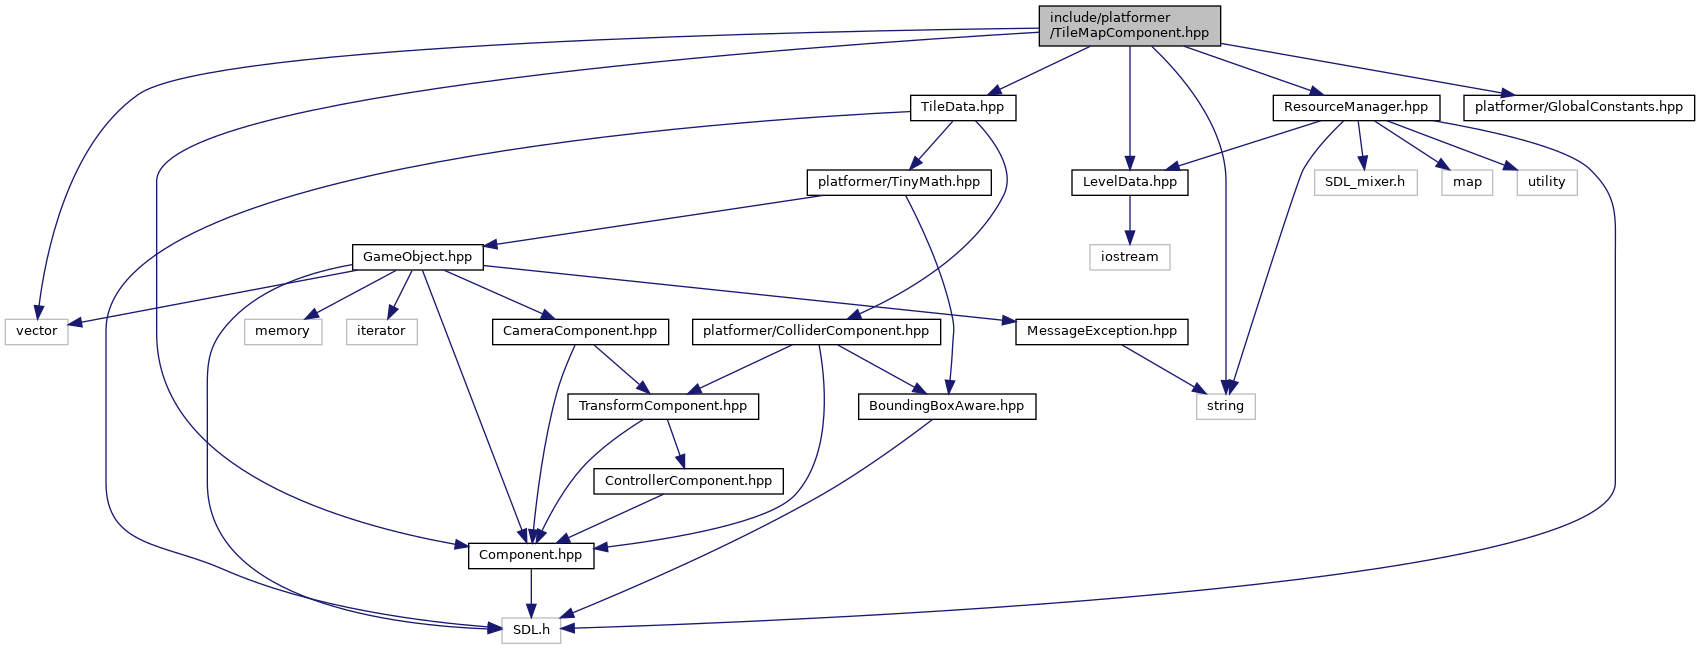 include/platformer
/TileMapComponent.hpp
TileData.hpp
ResourceManager.hpp
platformer/GlobalConstants.hpp
platformer/TinyMath.hpp
LevelData.hpp
SDL_mixer.h
map
utility
GameObject.hpp
iostream
vector
memory
iterator
CameraComponent.hpp
platformer/ColliderComponent.hpp
MessageException.hpp
TransformComponent.hpp
BoundingBoxAware.hpp
string
ControllerComponent.hpp
Component.hpp
SDL.h